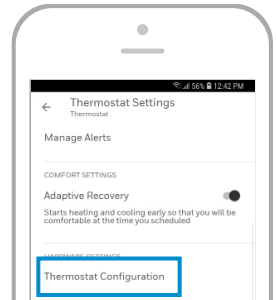 56% 12:42 PM
Thermostat Settings
Thermostat
Manage Alerts
COMFORT SETTINGS
Adaptive Recovery
Starts heating and cooling early so that you will be
comfortable at the time you scheduled
HARDWARE SETTINGS
Thermostat Configuration